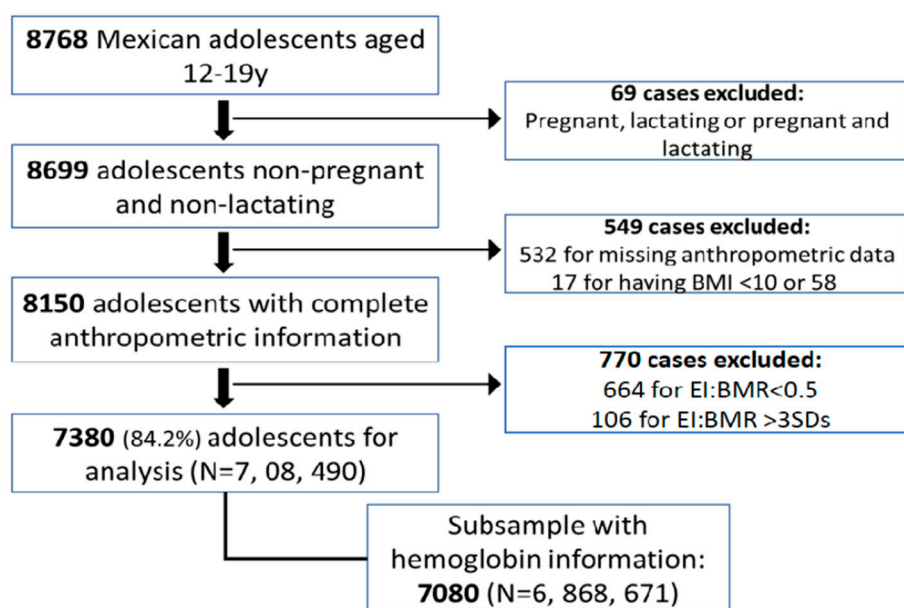 8768 Mexican adolescents aged
12-19y
69 cases excluded:
Pregnant, lactating or pregnant and
lactating
8699 adolescents non-pregnant
and non-lactating
549 cases excluded:
532 for missing anthropometric data
17 for having BMI <10 or 58
8150 adolescents with complete
anthropometric information
770 cases excluded:
664 for EI:BMR<0.5
106 for EI:BMR >3SDs
7380 (84.2%) adolescents for
analysis (N=7, 08, 490)
Subsample with
hemoglobin information:
7080 (N=6, 868, 671)